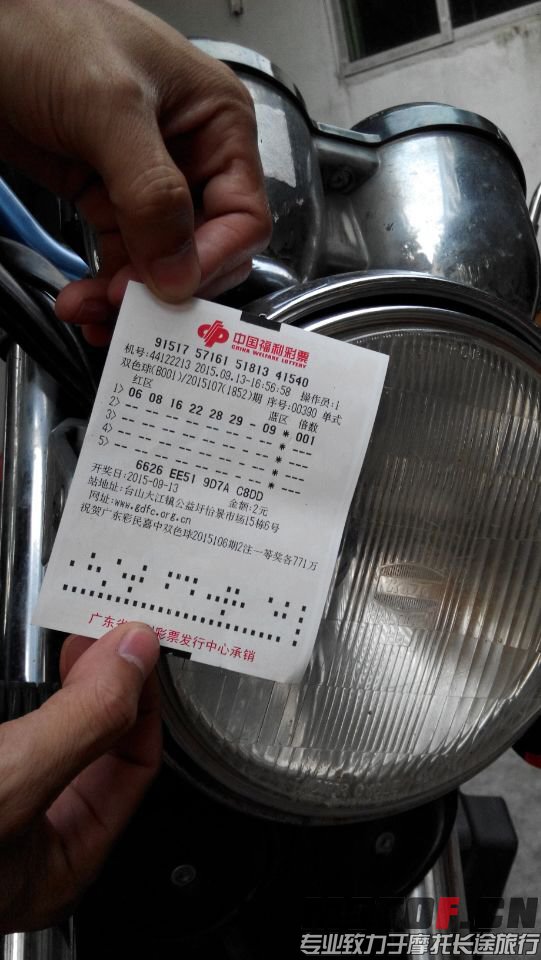 中国福利彩票
CHINA WELFARE LOTTERY
91517 57161 51813 41540
机号:44122213 2015.09.13-16:56:58 操作员:1
双色球(B001)/2015107(1852)期 序号:00390 单式
红区 蓝区 倍数
1> 06 08 16 22 28 29 - 09 * 001
2> -- -- -- -- -- -- - -- * ---
3> -- -- -- -- -- -- - -- * ---
4> -- -- -- -- -- -- - -- * ---
5> -- -- -- -- -- -- - -- * ---
6626 EE51 9D7A C8DD
开奖日:2015-09-13 金额:2元
站地址:台山大江镇公益圩怡景市场15栋6号
网址:www.gdfc.org.cn
祝贺广东彩民喜中双色球2015106期2注一等奖各771万
广东省 彩票发行中心承销
MOTOF.CN
专业致力于摩托长途旅行